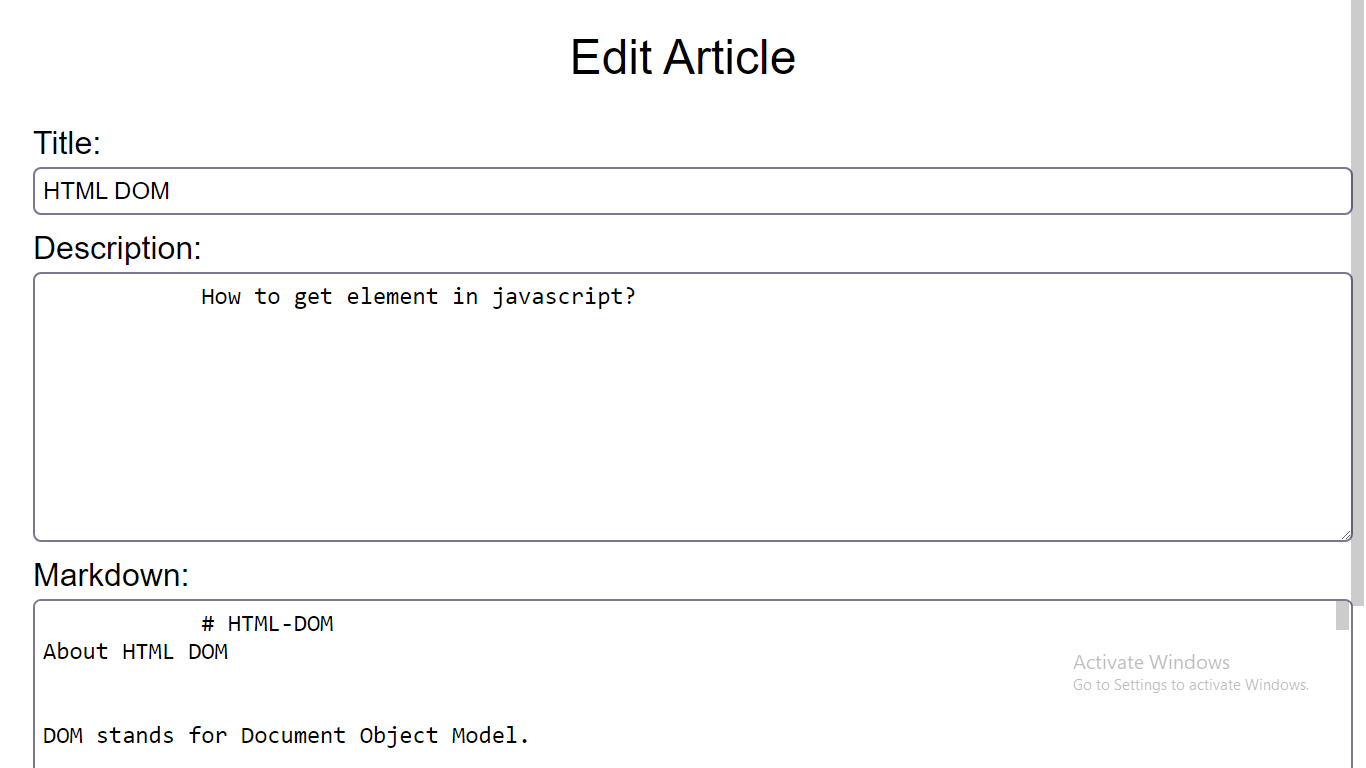 Edit Article
Title:
HTML DOM
Description:
How to get element in javascript?
Markdown:
# HTML-DOM
About HTML DOM
DOM stands for Document Object Model.
Activate Windows
Go to Settings to activate Windows.